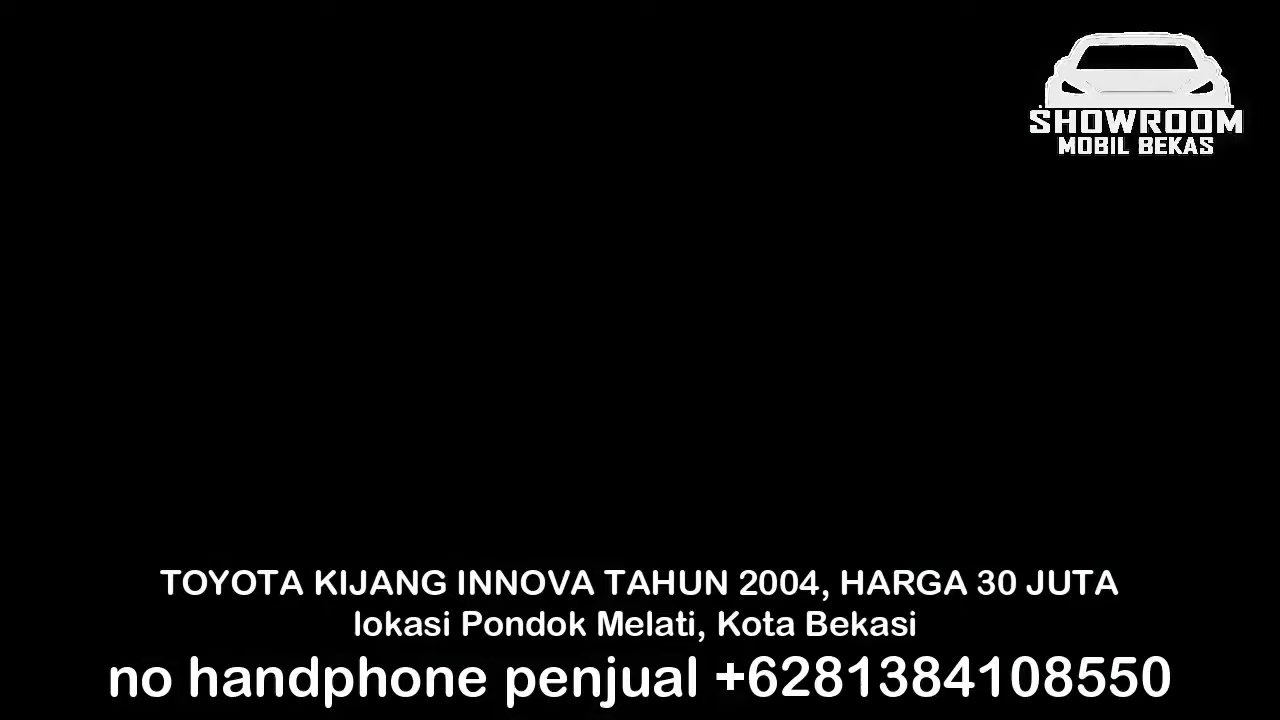 SHOWROOM
MOBIL BEKAS
TOYOTA KIJANG INNOVA TAHUN 2004, HARGA 30 JUTA
lokasi Pondok Melati, Kota Bekasi
no handphone penjual +6281384108550